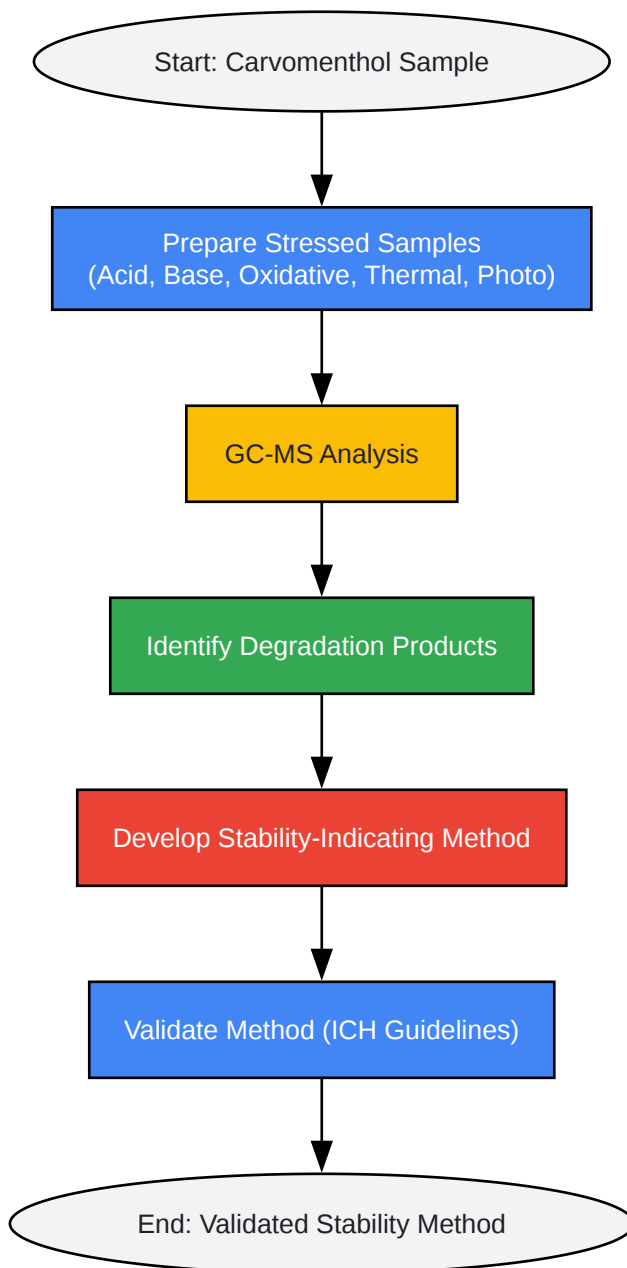 Start: Carvomenthol Sample
Prepare Stressed Samples
(Acid, Base, Oxidative, Thermal, Photo)
GC-MS Analysis
Identify Degradation Products
Develop Stability-Indicating Method
Validate Method (ICH Guidelines)
End: Validated Stability Method